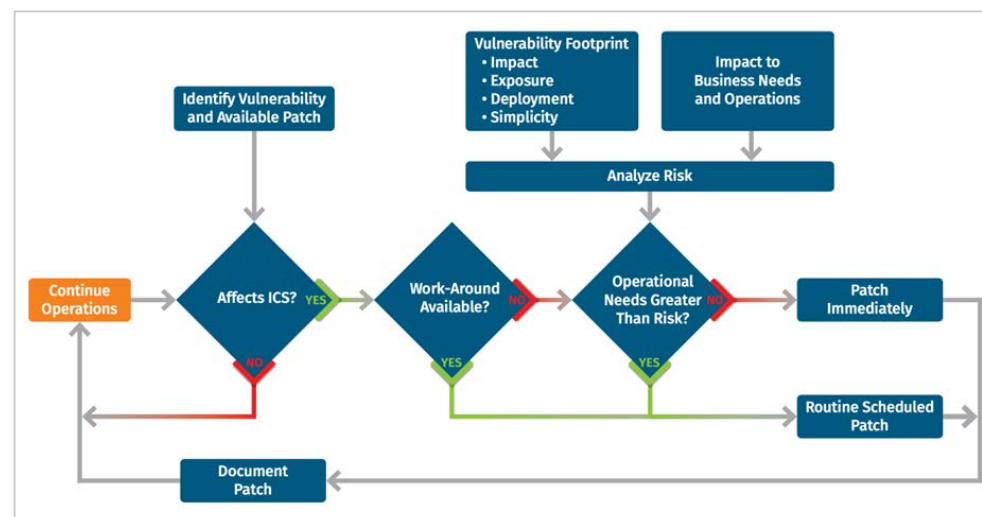 Vulnerability Footprint
• Impact
• Exposure
• Deployment
• Simplicity
Impact to
Business Needs
and Operations
Identify Vulnerability
and Available Patch
Analyze Risk
Continue
Operations
Affects ICS?
YES
NO
Work-Around
Available?
NO
YES
Operational
Needs Greater
Than Risk?
NO
YES
Patch
Immediately
Routine Scheduled
Patch
Document
Patch